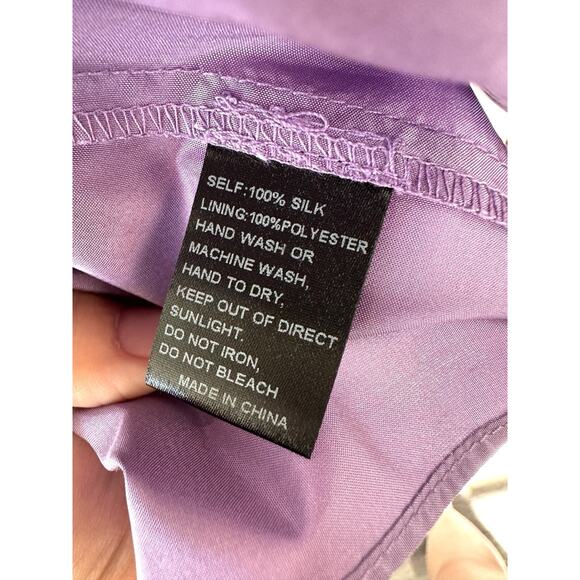 SELF:100% SILK
LINING:100%POLYESTER
HAND WASH OR
MACHINE WASH,
HAND TO DRY,
KEEP OUT OF DIRECT
SUNLIGHT.
DO NOT IRON,
DO NOT BLEACH
MADE IN CHINA